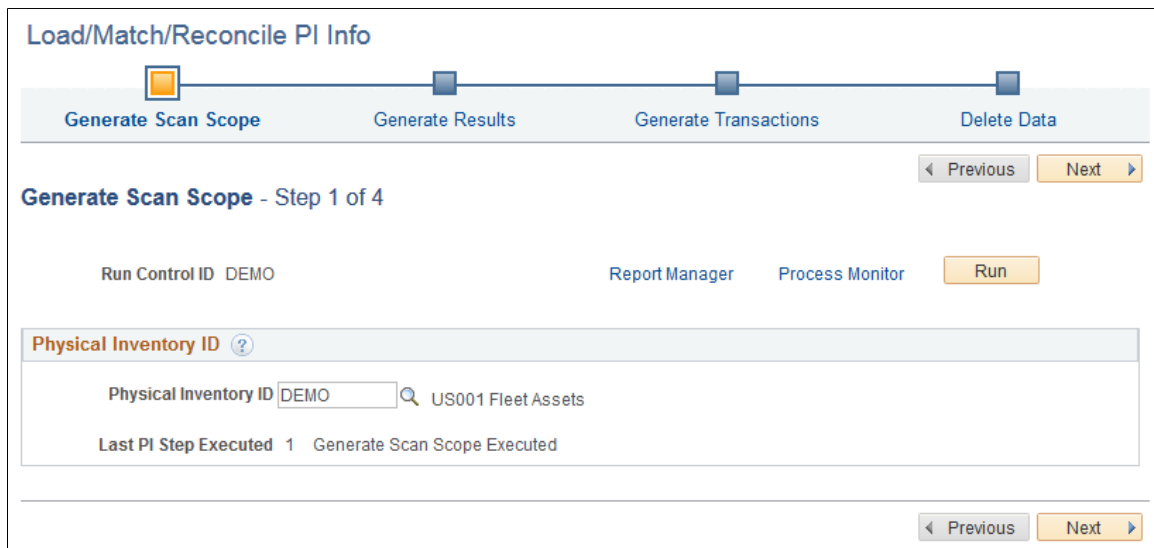 Load/Match/Reconcile PI Info
Generate Scan Scope Generate Results Generate Transactions Delete Data
Previous Next
Generate Scan Scope - Step 1 of 4
Run Control ID DEMO Report Manager Process Monitor Run
Physical Inventory ID ?
Physical Inventory ID DEMO US001 Fleet Assets
Last PI Step Executed 1 Generate Scan Scope Executed
Previous Next